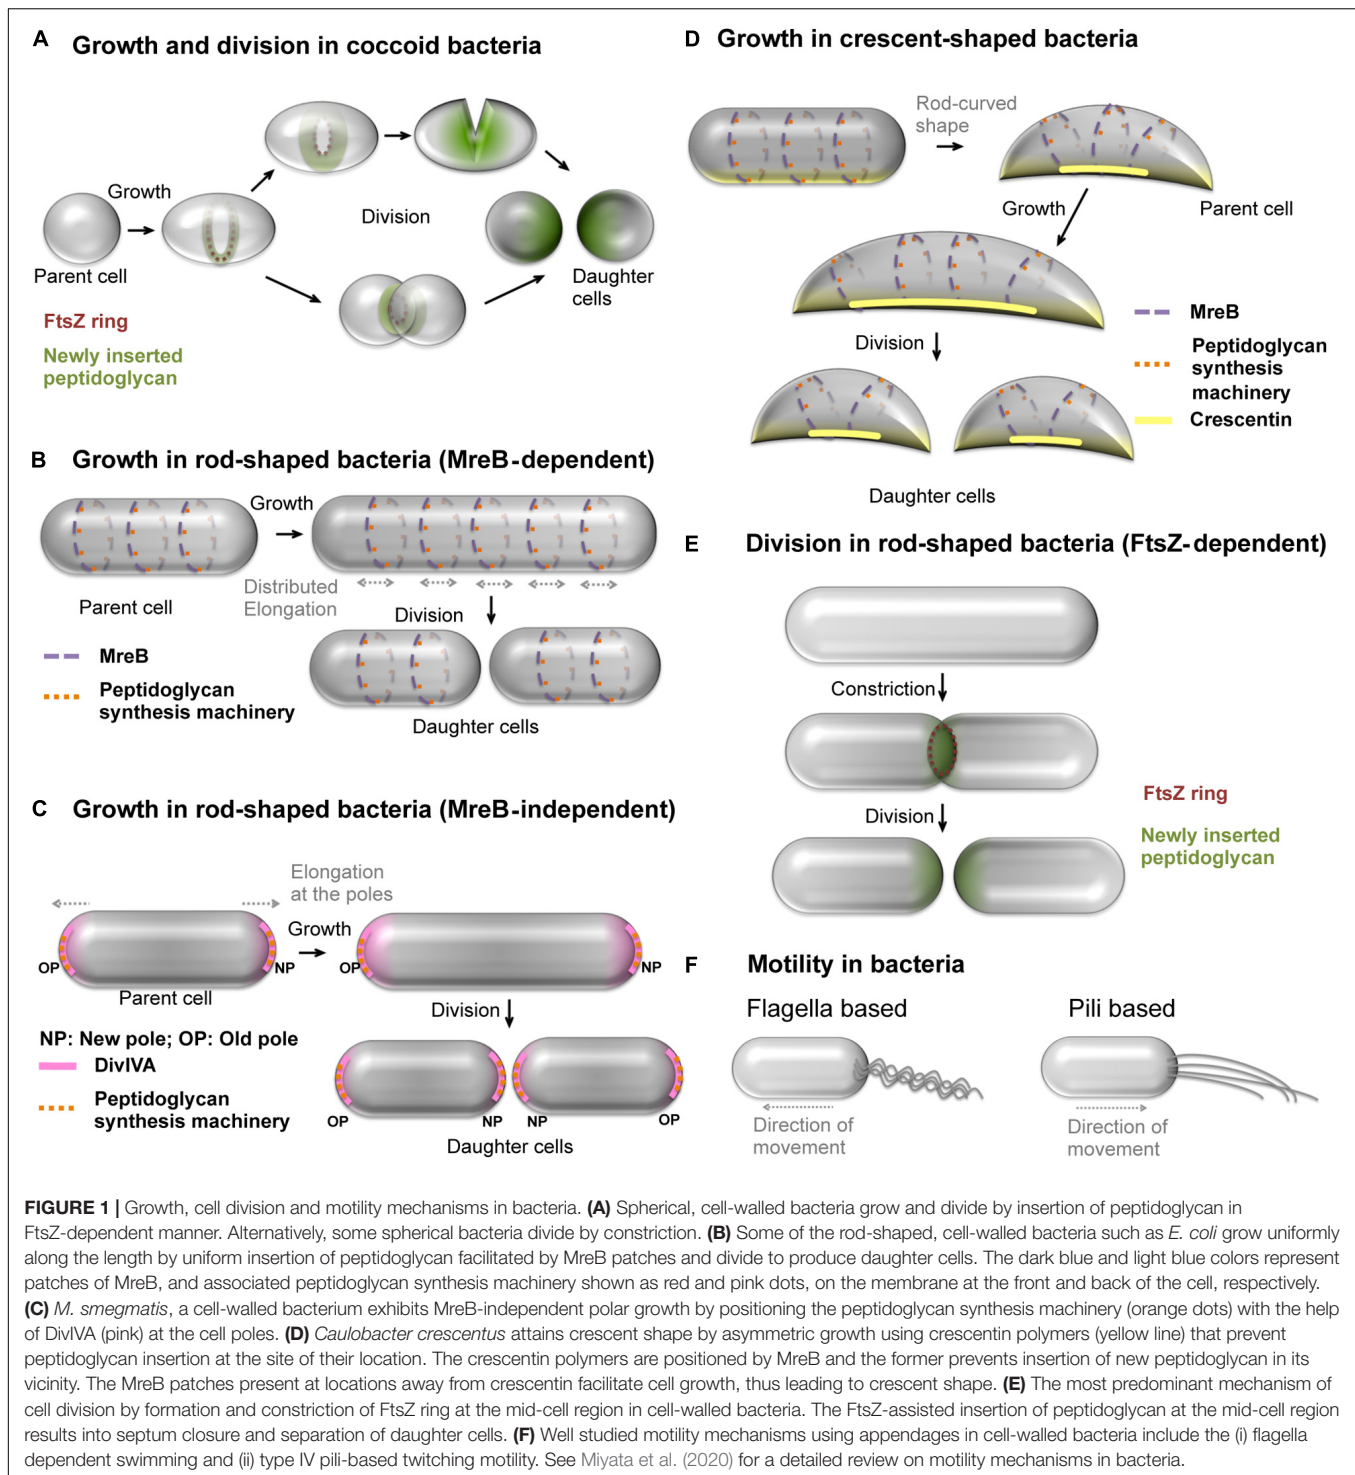 A Growth and division in coccoid bacteria
Growth
Division
Parent cell
Daughter
cells
FtsZ ring
Newly inserted
peptidoglycan
B Growth in rod-shaped bacteria (MreB-dependent)
Growth
Distributed
Elongation
Parent cell
Division
MreB
Peptidoglycan
synthesis machinery
Daughter cells
C Growth in rod-shaped bacteria (MreB-independent)
Elongation
at the poles
Growth
OP
NP
OP
NP
Parent cell
Division
NP: New pole; OP: Old pole
DivIVA
Peptidoglycan
synthesis machinery
OP
NP
NP
OP
Daughter cells
D Growth in crescent-shaped bacteria
Rod-curved
shape
Growth
Parent cell
Division
MreB
Peptidoglycan
synthesis
machinery
Crescentin
Daughter cells
E Division in rod-shaped bacteria (FtsZ-dependent)
Constriction
Division
FtsZ ring
Newly inserted
peptidoglycan
F Motility in bacteria
Flagella based
Pili based
Direction of
movement
Direction of
movement
FIGURE 1 | Growth, cell division and motility mechanisms in bacteria. (A) Spherical, cell-walled bacteria grow and divide by insertion of peptidoglycan in
FtsZ-dependent manner. Alternatively, some spherical bacteria divide by constriction. (B) Some of the rod-shaped, cell-walled bacteria such as E. coli grow uniformly
along the length by uniform insertion of peptidoglycan facilitated by MreB patches and divide to produce daughter cells. The dark blue and light blue colors represent
patches of MreB, and associated peptidoglycan synthesis machinery shown as red and pink dots, on the membrane at the front and back of the cell, respectively.
(C) M. smegmatis, a cell-walled bacterium exhibits MreB-independent polar growth by positioning the peptidoglycan synthesis machinery (orange dots) with the help
of DivIVA (pink) at the cell poles. (D) Caulobacter crescentus attains crescent shape by asymmetric growth using crescentin polymers (yellow line) that prevent
peptidoglycan insertion at the site of their location. The crescentin polymers are positioned by MreB and the former prevents insertion of new peptidoglycan in its
vicinity. The MreB patches present at locations away from crescentin facilitate cell growth, thus leading to crescent shape. (E) The most predominant mechanism of
cell division by formation and constriction of FtsZ ring at the mid-cell region in cell-walled bacteria. The FtsZ-assisted insertion of peptidoglycan at the mid-cell region
results into septum closure and separation of daughter cells. (F) Well studied motility mechanisms using appendages in cell-walled bacteria include the (i) flagella
dependent swimming and (ii) type IV pili-based twitching motility. See Miyata et al. (2020) for a detailed review on motility mechanisms in bacteria.